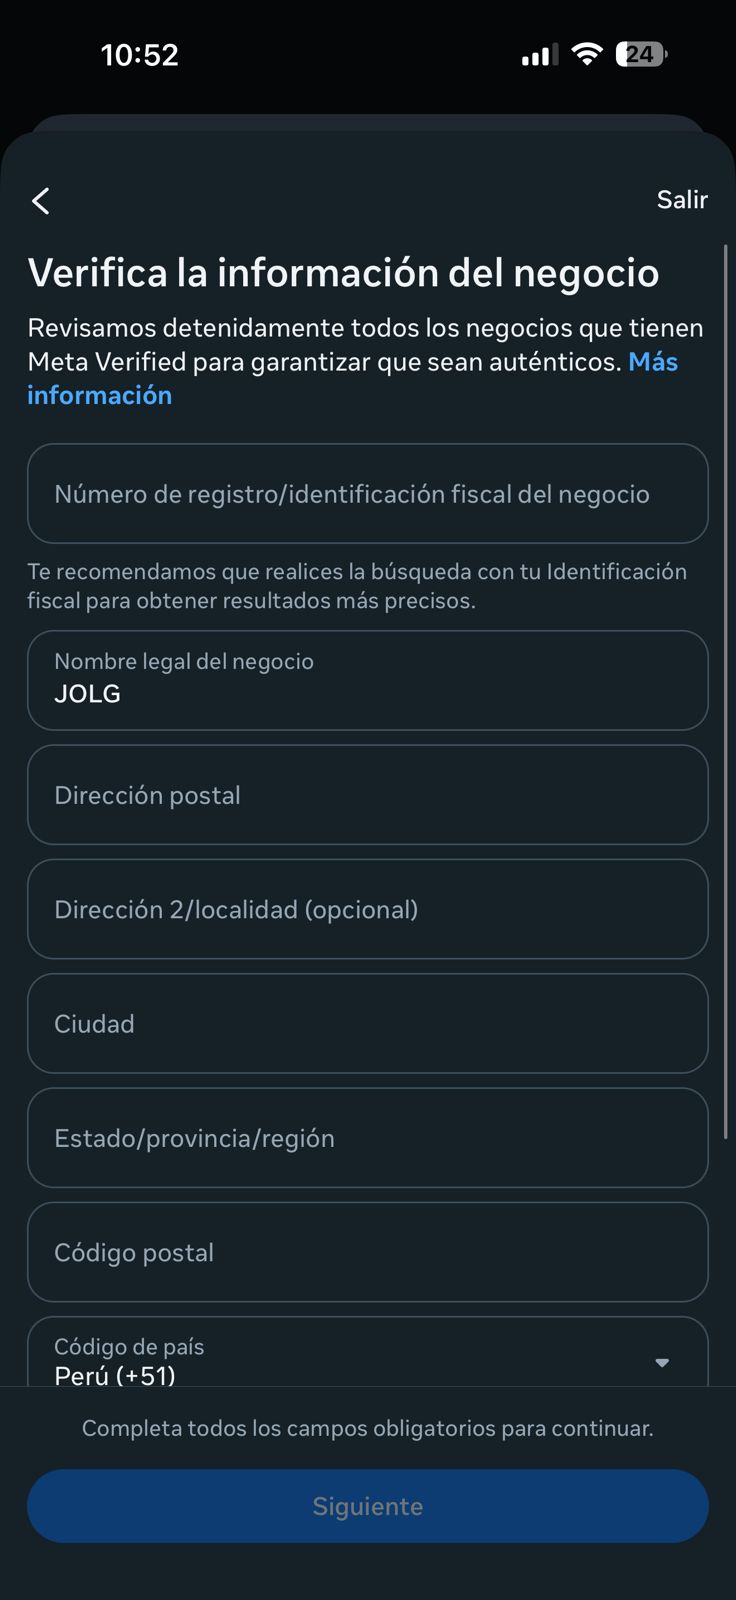 10:52
24
Salir
Verifica la información del negocio
Revisamos detenidamente todos los negocios que tienen
Meta Verified para garantizar que sean auténticos. Más
información
Número de registro/identificación fiscal del negocio
Te recomendamos que realices la búsqueda con tu Identificación
fiscal para obtener resultados más precisos.
Nombre legal del negocio
JOLG
Dirección postal
Dirección 2/localidad (opcional)
Ciudad
Estado/provincia/región
Código postal
Código de país
Perú (+51)
Completa todos los campos obligatorios para continuar.
Siguiente